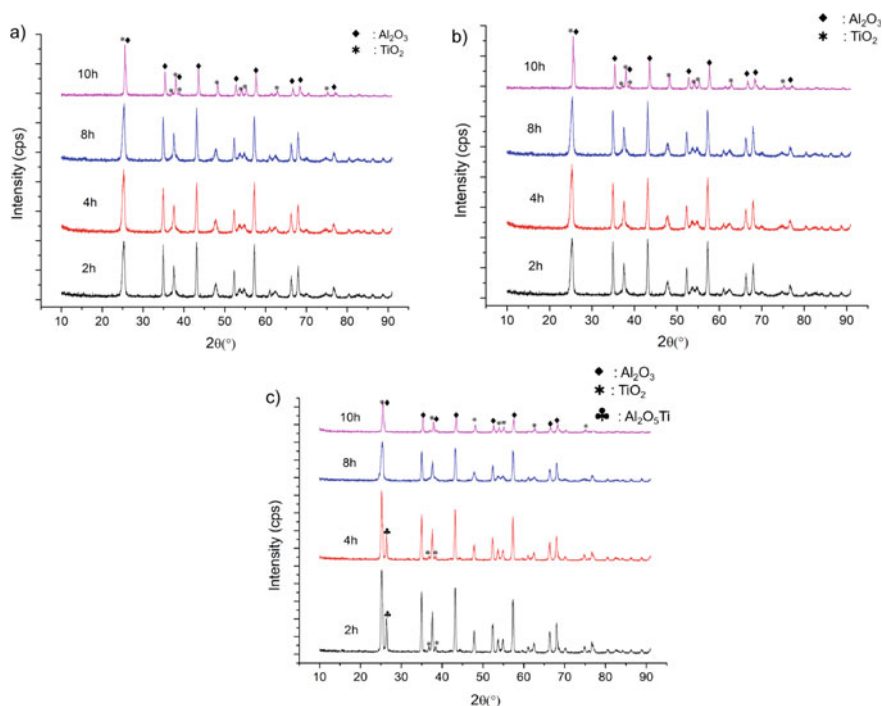 a)
◆ : Al₂O₃
✱ : TiO₂
10h
8h
4h
2h
Intensity (cps)
10 20 30 40 50 60 70 80 90
2θ(°)
b)
◆ : Al₂O₃
✱ : TiO₂
10h
8h
4h
2h
Intensity (cps)
10 20 30 40 50 60 70 80 90
2θ(°)
c)
◆ : Al₂O₃
✱ : TiO₂
♣ : Al₂O₅Ti
10h
8h
4h
2h
Intensity (cps)
10 20 30 40 50 60 70 80 90
2θ(°)